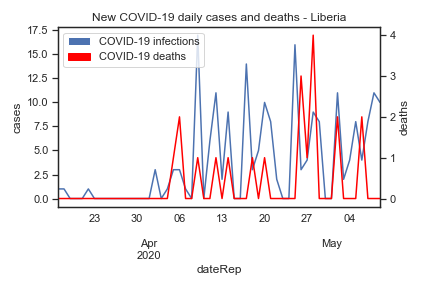 New COVID-19 daily cases and deaths - Liberia
COVID-19 infections
COVID-19 deaths
cases
17.5
15.0
12.5
10.0
7.5
5.0
2.5
0.0
deaths
4
3
2
1
0
23 30 06 13 20 27 04
Apr May
2020
dateRep